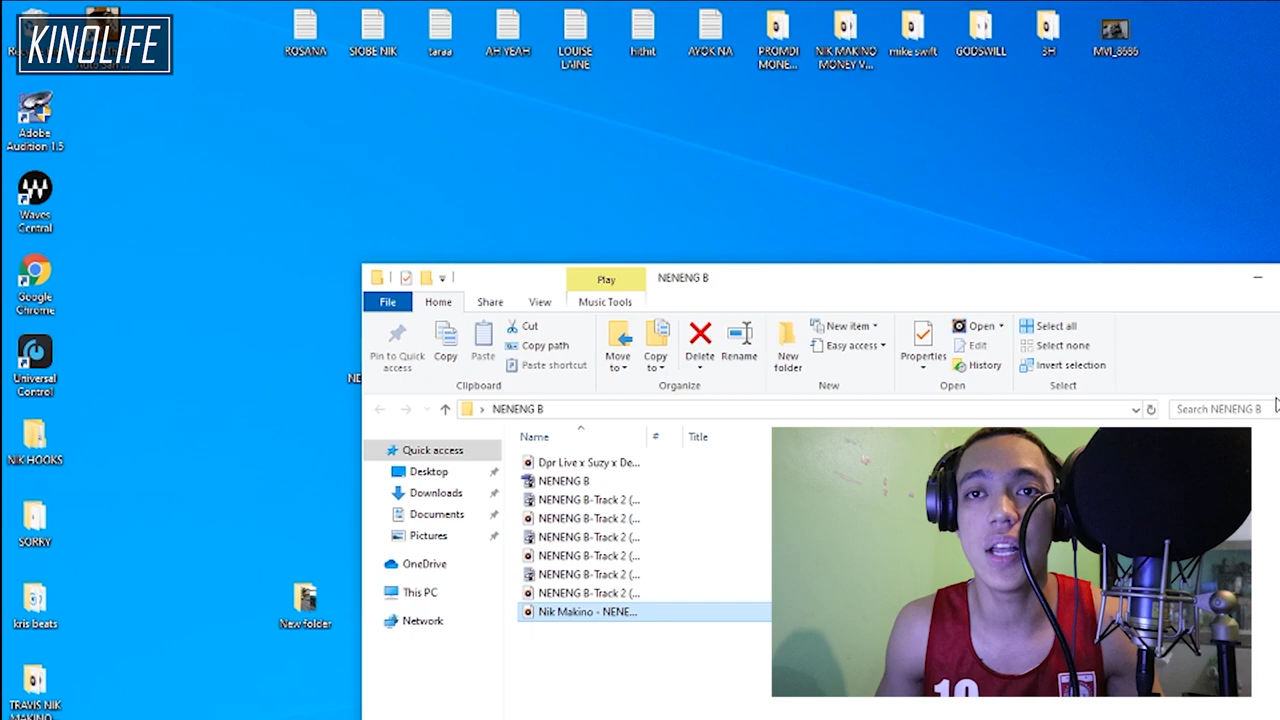 KINDLIFE
ROSANA
SIOBE NIK
taraa
AH YEAH
LOUISE
LAINE
hithit
AYOK NA
PROMDI
MONE...
NIK MAKINO
MONEY V...
mike swift
GODSWILL
3H
MVI_8686
Adobe
Audition 1.5
Waves
Central
Google
Chrome
Universal
Control
NIK HOOKS
SORRY
kris beats
TRAVIS NIK
MAKINO...
New folder
NE
Play
NENENG B
File
Home
Share
View
Music Tools
Pin to Quick
access
Copy
Paste
Cut
Copy path
Paste shortcut
Clipboard
Move
to
Copy
to
Delete
Rename
Organize
New
folder
New item
Easy access
New
Properties
Open
Edit
History
Open
Select all
Select none
Invert selection
Select
NENENG B
Search NENENG B
Quick access
Desktop
Downloads
Documents
Pictures
OneDrive
This PC
Network
Name
#
Title
Dpr Live x Suzy x De...
NENENG B
NENENG B-Track 2 (...
NENENG B-Track 2 (...
NENENG B-Track 2 (...
NENENG B-Track 2 (...
NENENG B-Track 2 (...
NENENG B-Track 2 (...
Nik Makino - NENE...
10